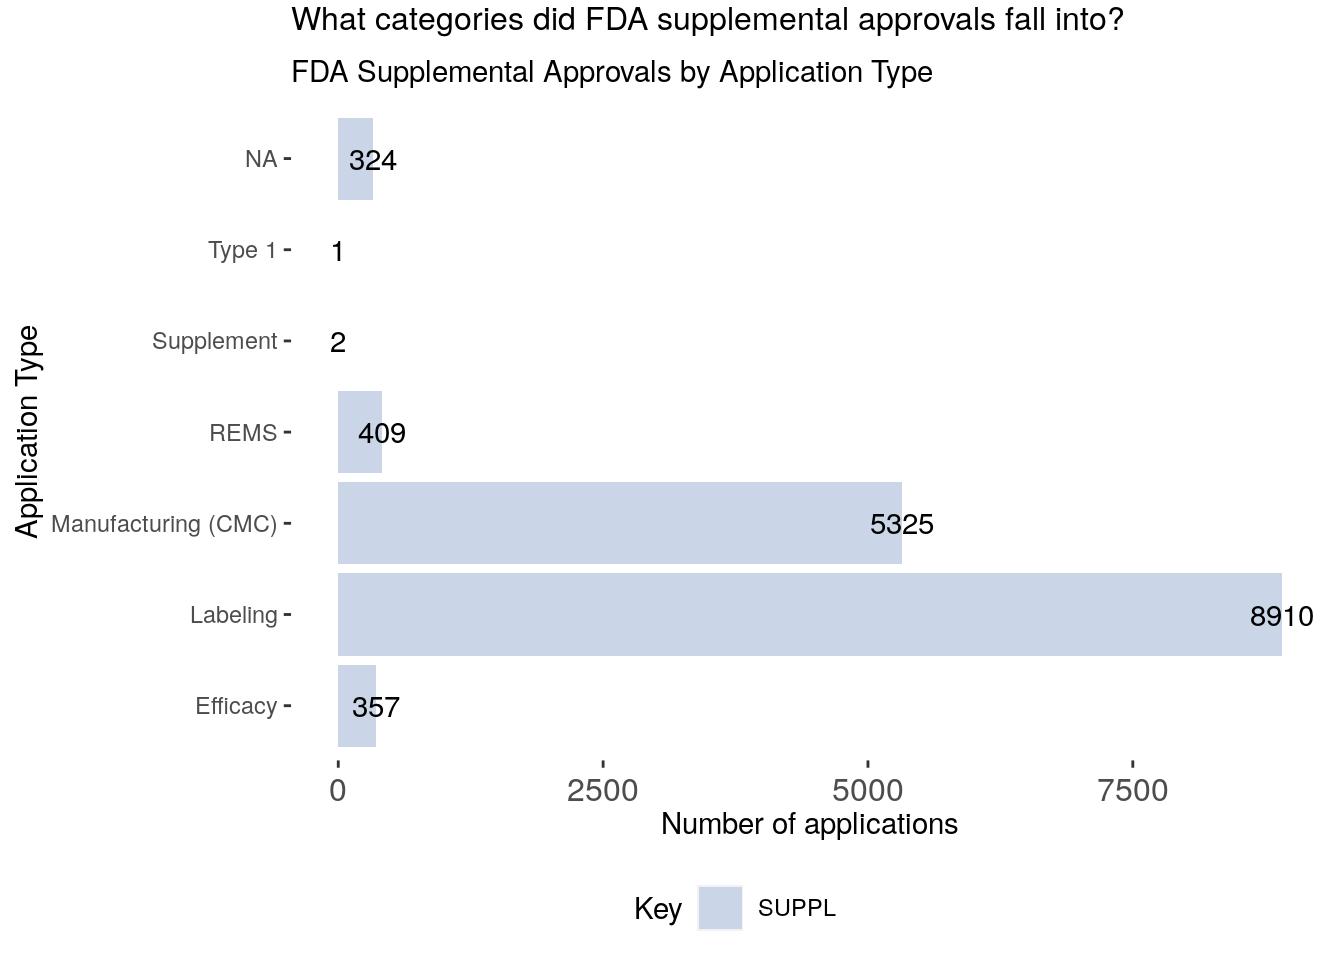 What categories did FDA supplemental approvals fall into?
FDA Supplemental Approvals by Application Type
Application Type
NA
324
Type 1
1
Supplement
2
REMS
409
Manufacturing (CMC)
5325
Labeling
8910
Efficacy
357
0 2500 5000 7500
Number of applications
Key SUPPL